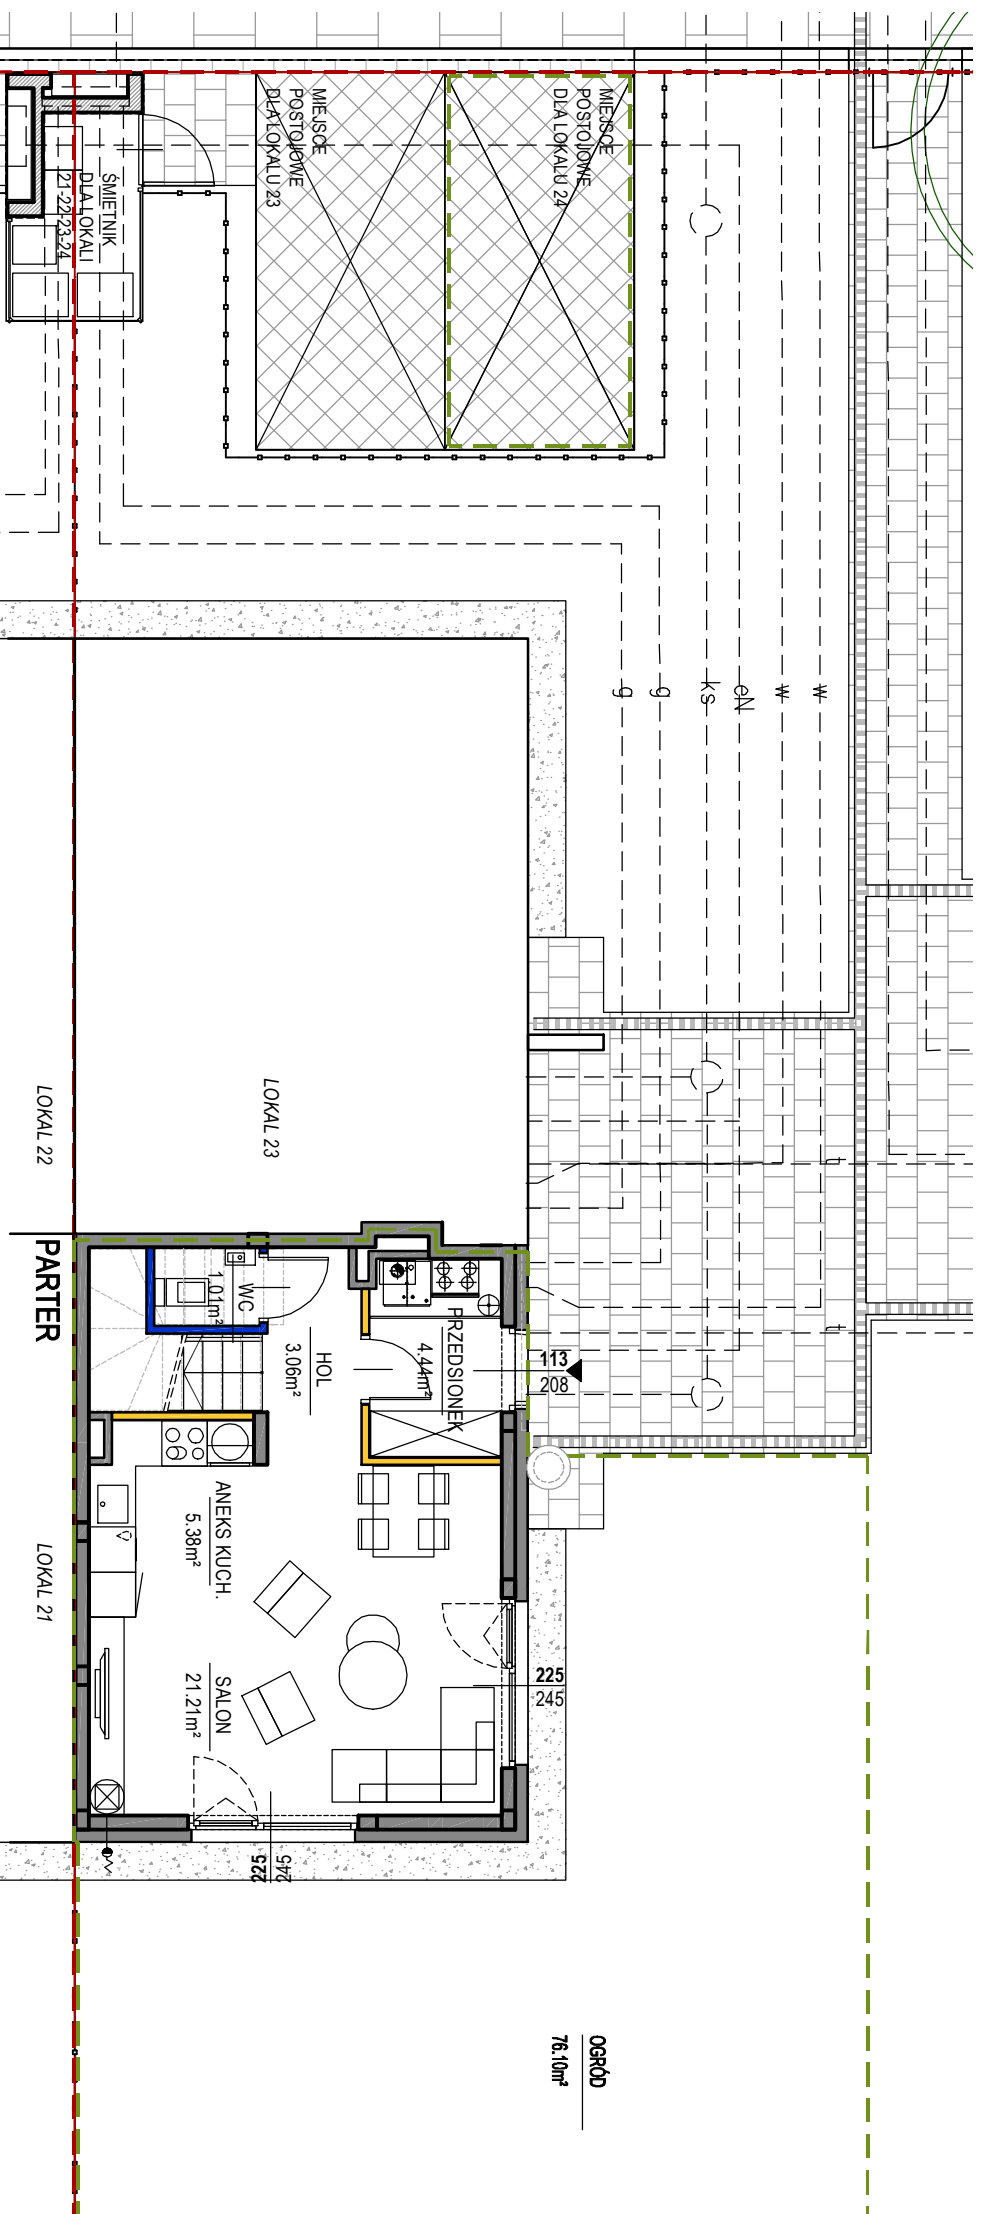 MIEJSCE
POSTOJOWE
DLA LOKALU 23
MIEJSCE
POSTOJOWE
DLA LOKALU 24
ŚMIETNIK
DLA LOKALI
21-22-23-24
g
g
ks
eN
w
w
LOKAL 22
LOKAL 23
t
t
PARTER
WC
1.01m²
HOL
3.06m²
PRZEDSIONEK
4.44m²
113
208
ANEKS KUCH.
5.38m²
LOKAL 21
SALON
21.21m²
225
245
225
245
OGRÓD
76.10m²